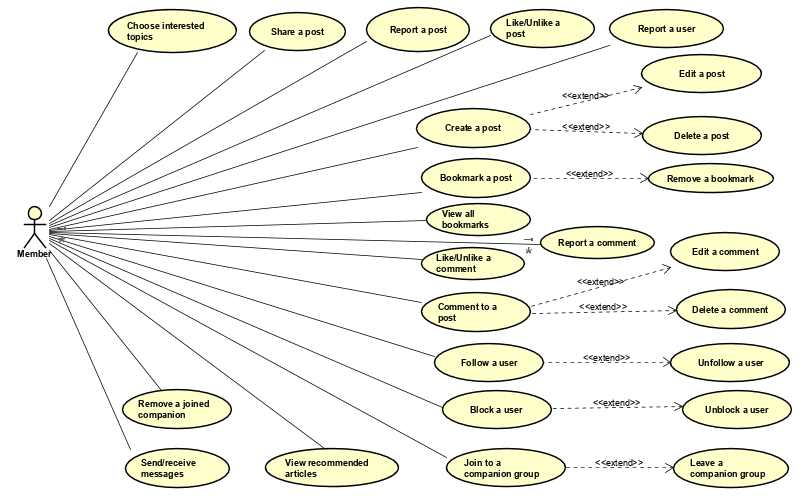 Choose interested
topics
Share a post
Report a post
Like/Unlike a
post
Report a user
Edit a post
<<extend>>
Create a post
<<extend>>
Delete a post
Bookmark a post
<<extend>>
Remove a bookmark
View all
bookmarks
Report a comment
*
Member
Like/Unlike a
comment
Edit a comment
<<extend>>
Comment to a
post
<<extend>>
Delete a comment
Follow a user
<<extend>>
Unfollow a user
Remove a joined
companion
Block a user
<<extend>>
Unblock a user
Send/receive
messages
View recommended
articles
Join to a
companion group
<<extend>>
Leave a
companion group